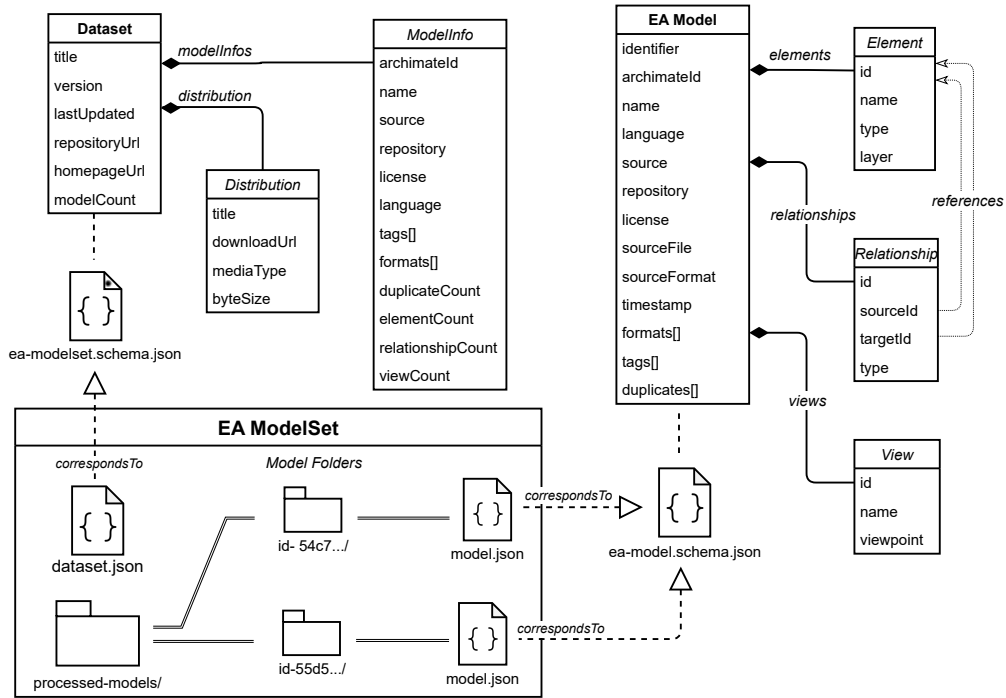 Dataset
title
version
lastUpdated
repositoryUrl
homepageUrl
modelCount
modelInfos
distribution
Distribution
title
downloadUrl
mediaType
byteSize
ModelInfo
archimateId
name
source
repository
license
language
tags[]
formats[]
duplicateCount
elementCount
relationshipCount
viewCount
EA Model
identifier
archimateId
name
language
source
repository
license
sourceFile
sourceFormat
timestamp
formats[]
tags[]
duplicates[]
elements
relationships
views
Element
id
name
type
layer
references
Relationship
id
sourceId
targetId
type
View
id
name
viewpoint
{ }
ea-modelset.schema.json
EA ModelSet
correspondsTo
Model Folders
{ }
dataset.json
processed-models/
id- 54c7.../
id-55d5.../
{ }
model.json
{ }
model.json
correspondsTo
correspondsTo
{ }
ea-model.schema.json